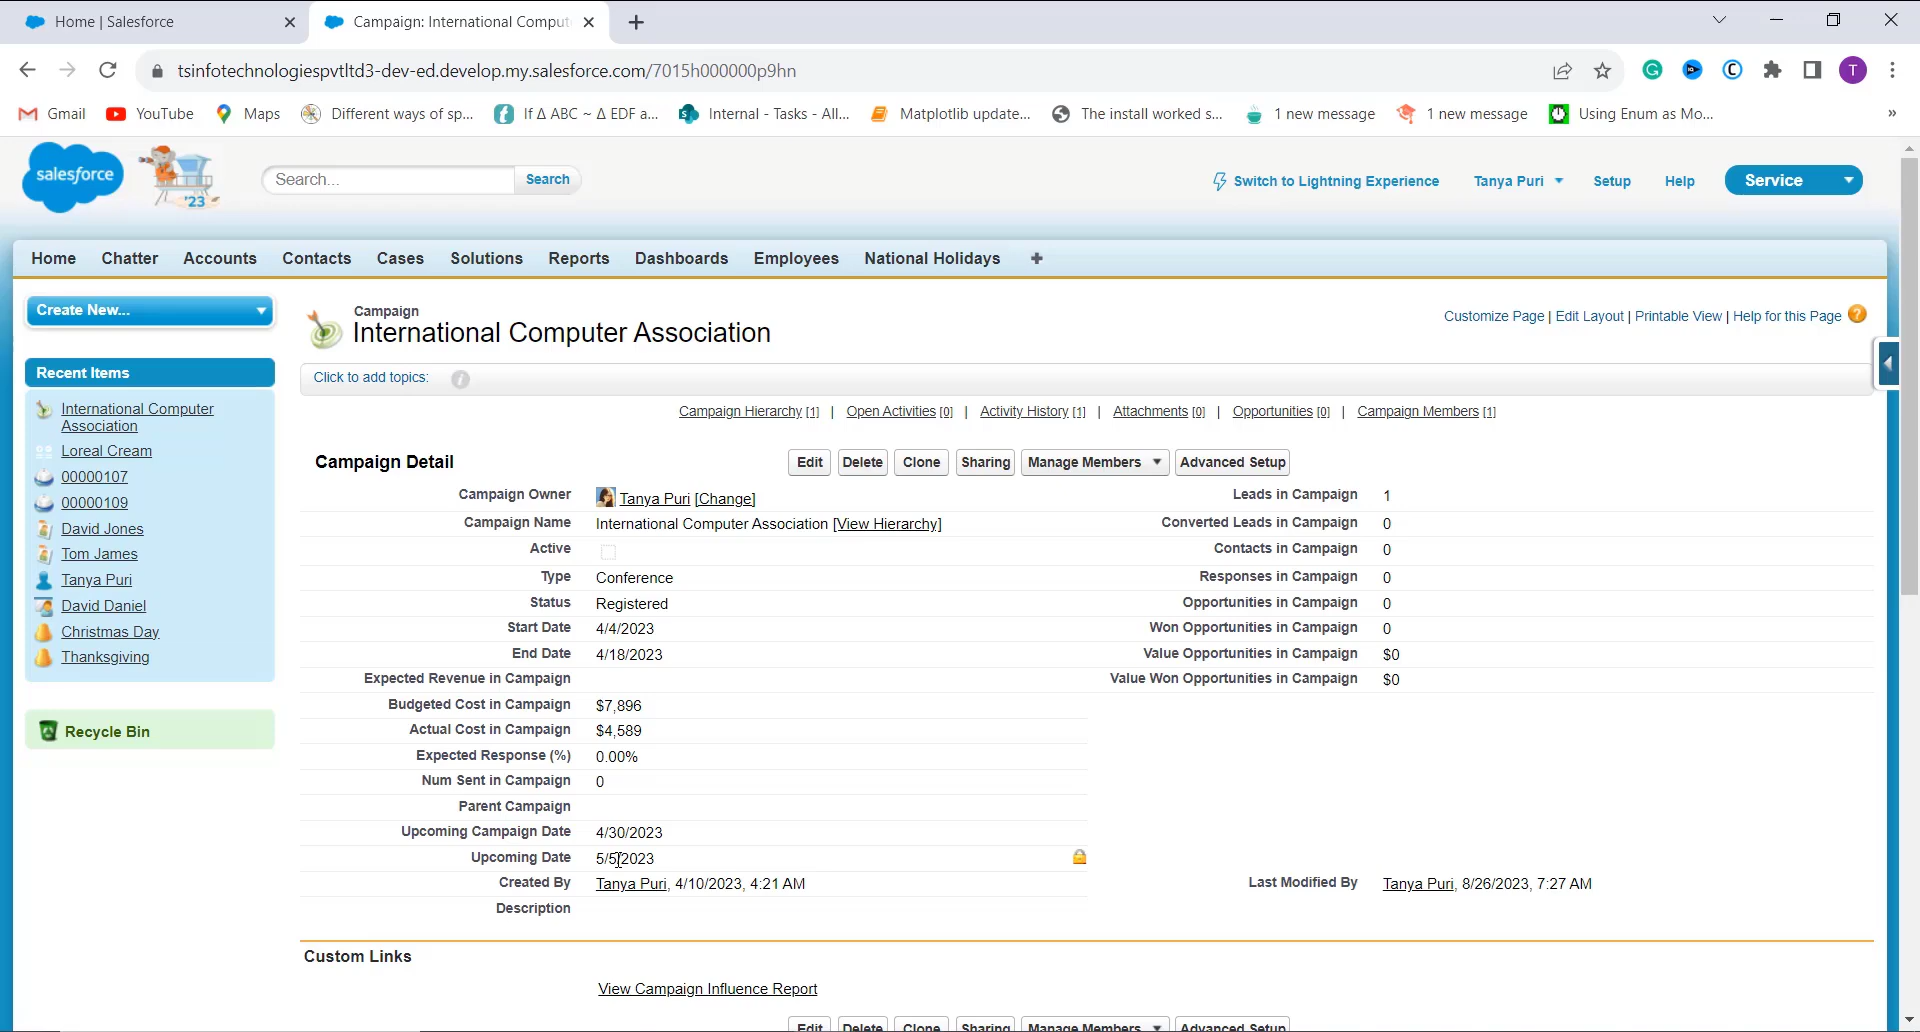 Home | Salesforce
Campaign: International Comput
tsinfotechnologiespvtltd3-dev-ed.develop.my.salesforce.com/7015h000000p9hn
T
Gmail
YouTube
Maps
Different ways of sp...
If Δ ABC ~ Δ EDF a...
Internal - Tasks - All...
Matplotlib update...
The install worked s...
1 new message
1 new message
Using Enum as Mo...
»
salesforce
'23
Search...
Search
Switch to Lightning Experience
Tanya Puri
Setup
Help
Service
Home
Chatter
Accounts
Contacts
Cases
Solutions
Reports
Dashboards
Employees
National Holidays
+
Create New...
Recent Items
International Computer
Association
Loreal Cream
00000107
00000109
David Jones
Tom James
Tanya Puri
David Daniel
Christmas Day
Thanksgiving
Recycle Bin
Campaign
International Computer Association
Customize Page | Edit Layout | Printable View | Help for this Page ?
Click to add topics: i
Campaign Hierarchy [1] | Open Activities [0] | Activity History [1] | Attachments [0] | Opportunities [0] | Campaign Members [1]
Campaign Detail
Edit
Delete
Clone
Sharing
Manage Members
Advanced Setup
Campaign Owner Tanya Puri [Change]
Leads in Campaign 1
Campaign Name International Computer Association [View Hierarchy]
Converted Leads in Campaign 0
Active
Contacts in Campaign 0
Type Conference
Responses in Campaign 0
Status Registered
Opportunities in Campaign 0
Start Date 4/4/2023
Won Opportunities in Campaign 0
End Date 4/18/2023
Value Opportunities in Campaign $0
Expected Revenue in Campaign
Value Won Opportunities in Campaign $0
Budgeted Cost in Campaign $7,896
Actual Cost in Campaign $4,589
Expected Response (%) 0.00%
Num Sent in Campaign 0
Parent Campaign
Upcoming Campaign Date 4/30/2023
Upcoming Date 5/5/2023
Created By Tanya Puri, 4/10/2023, 4:21 AM
Last Modified By Tanya Puri, 8/26/2023, 7:27 AM
Description
Custom Links
View Campaign Influence Report
Edit
Delete
Clone
Sharing
Manage Members
Advanced Setup